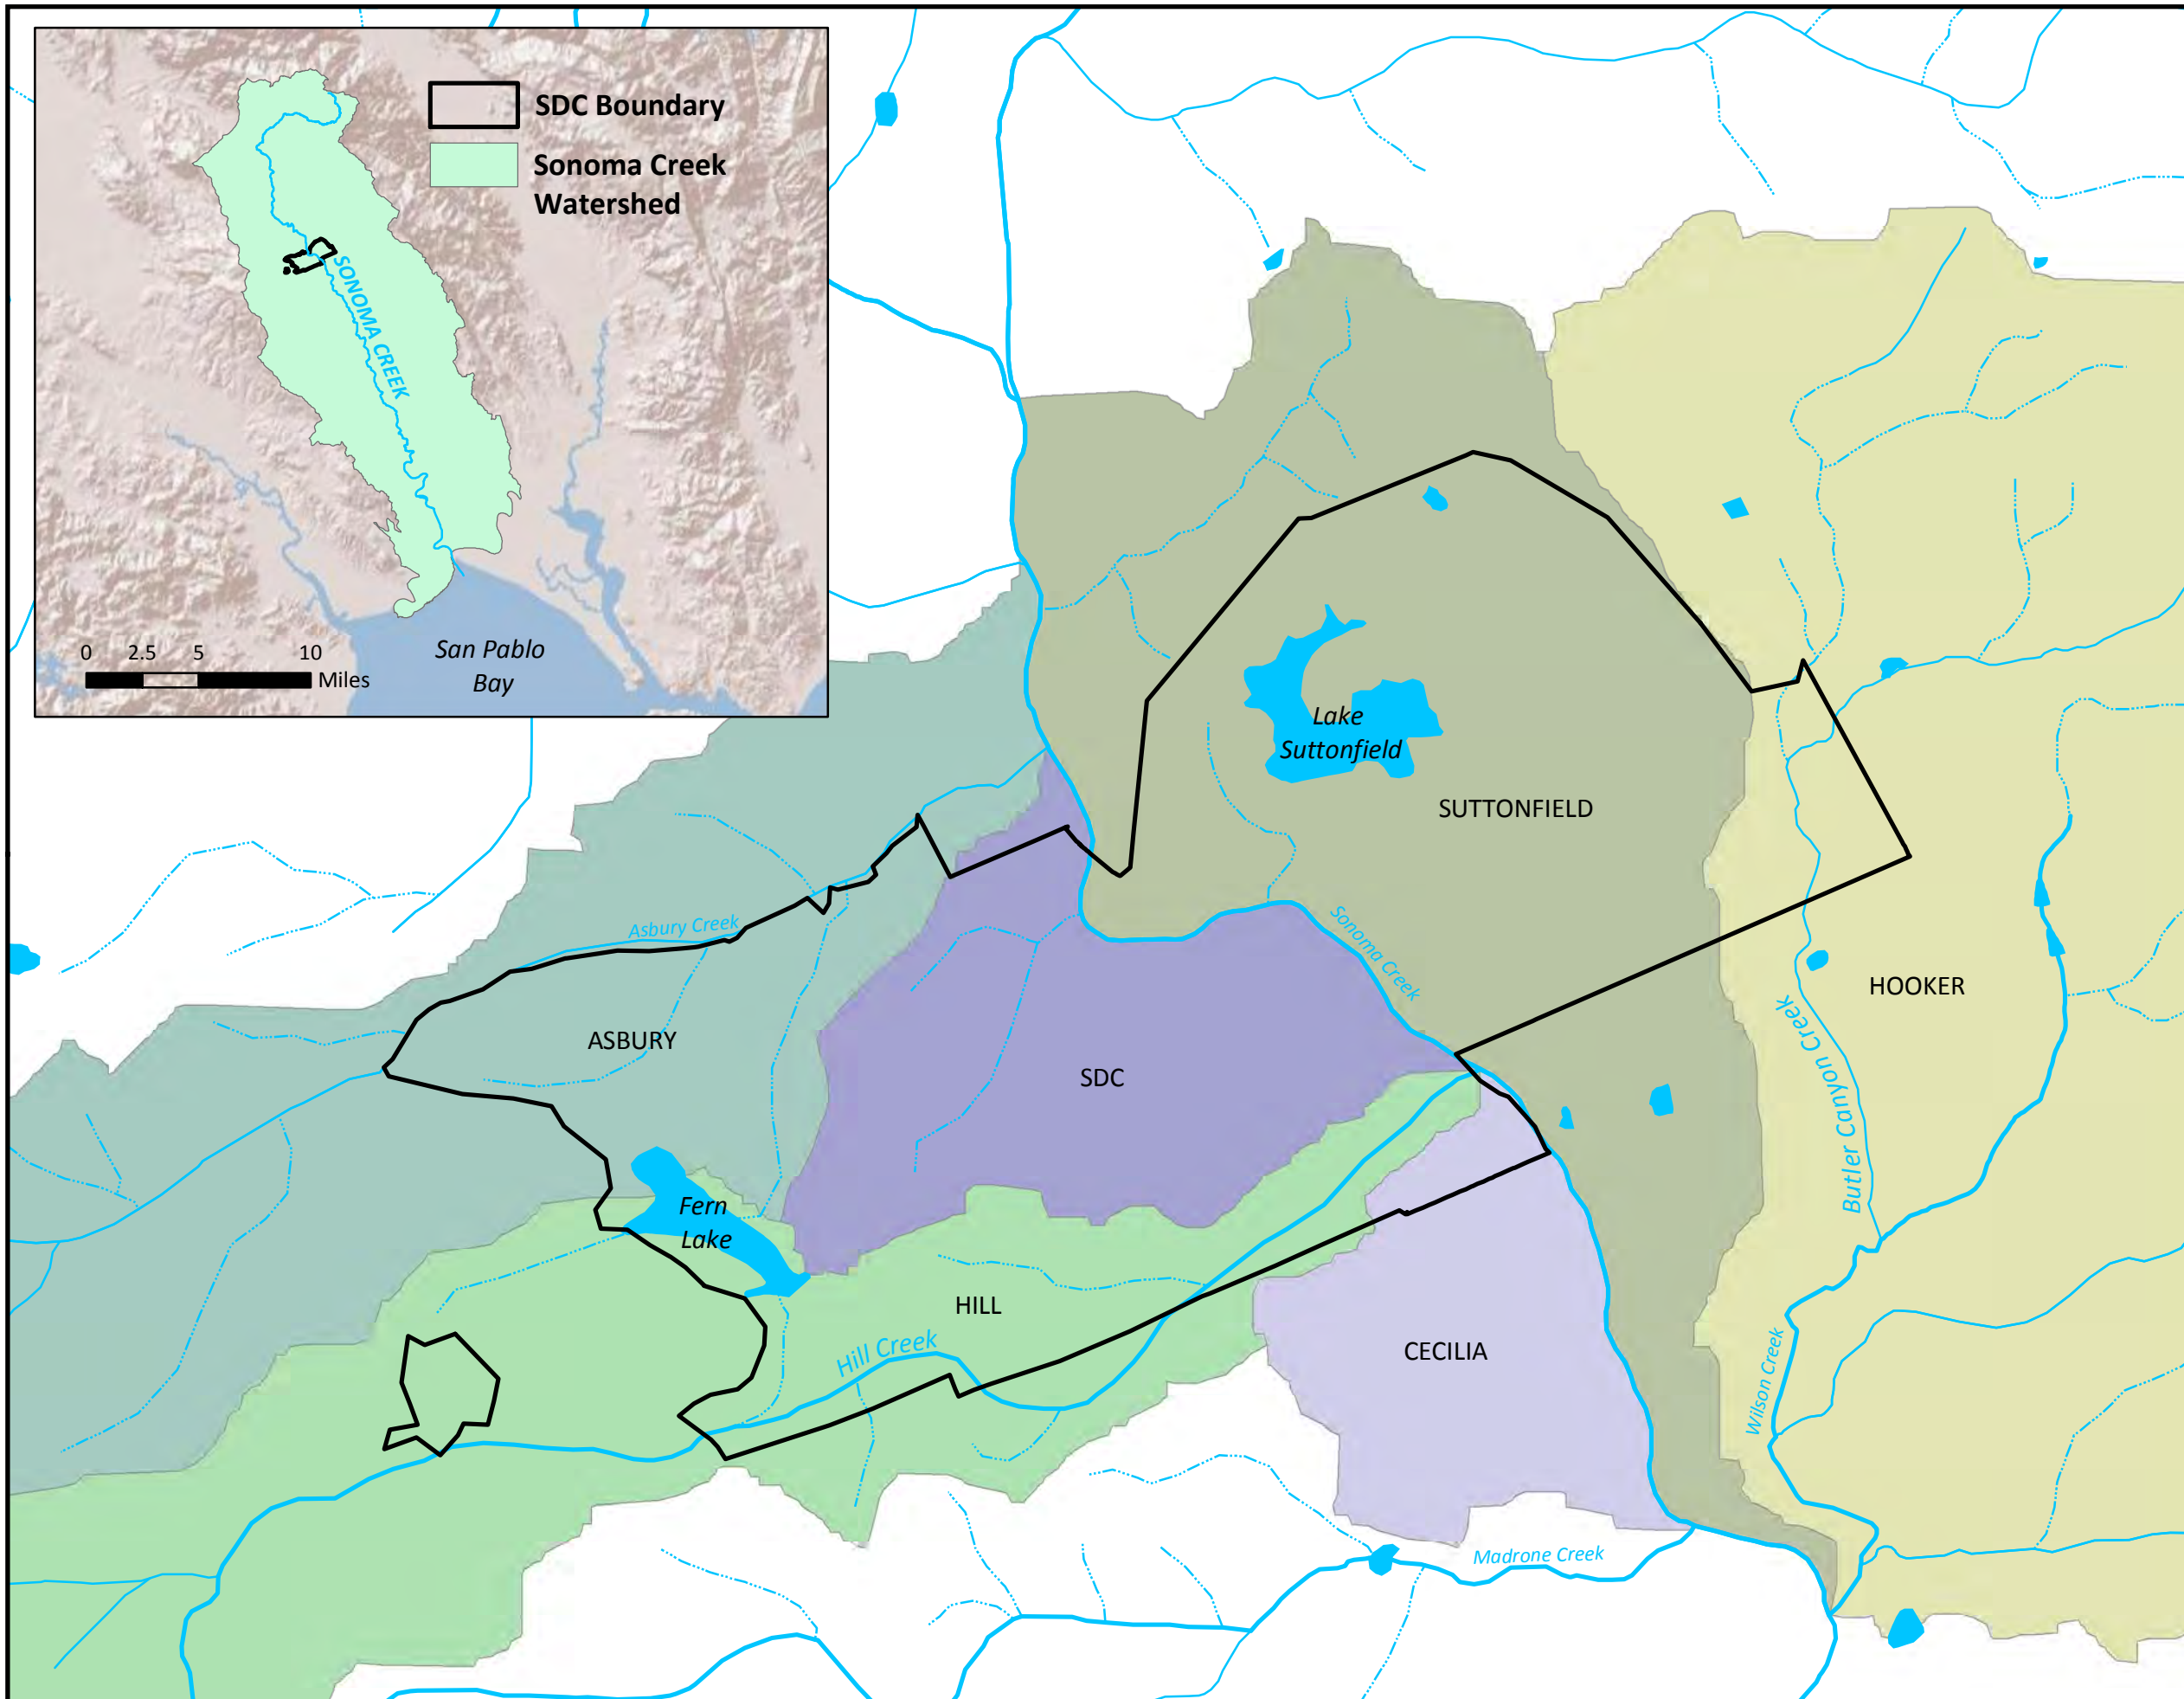 SDC Boundary
Sonoma Creek
Watershed
SONOMA CREEK
San Pablo
Bay
0 2.5 5 10
Miles
Lake
Suttonfield
SUTTONFIELD
Asbury Creek
Sonoma Creek
HOOKER
ASBURY
SDC
Butler Canyon Creek
Fern
Lake
HILL
Hill Creek
CECILIA
Wilson Creek
Madrone Creek